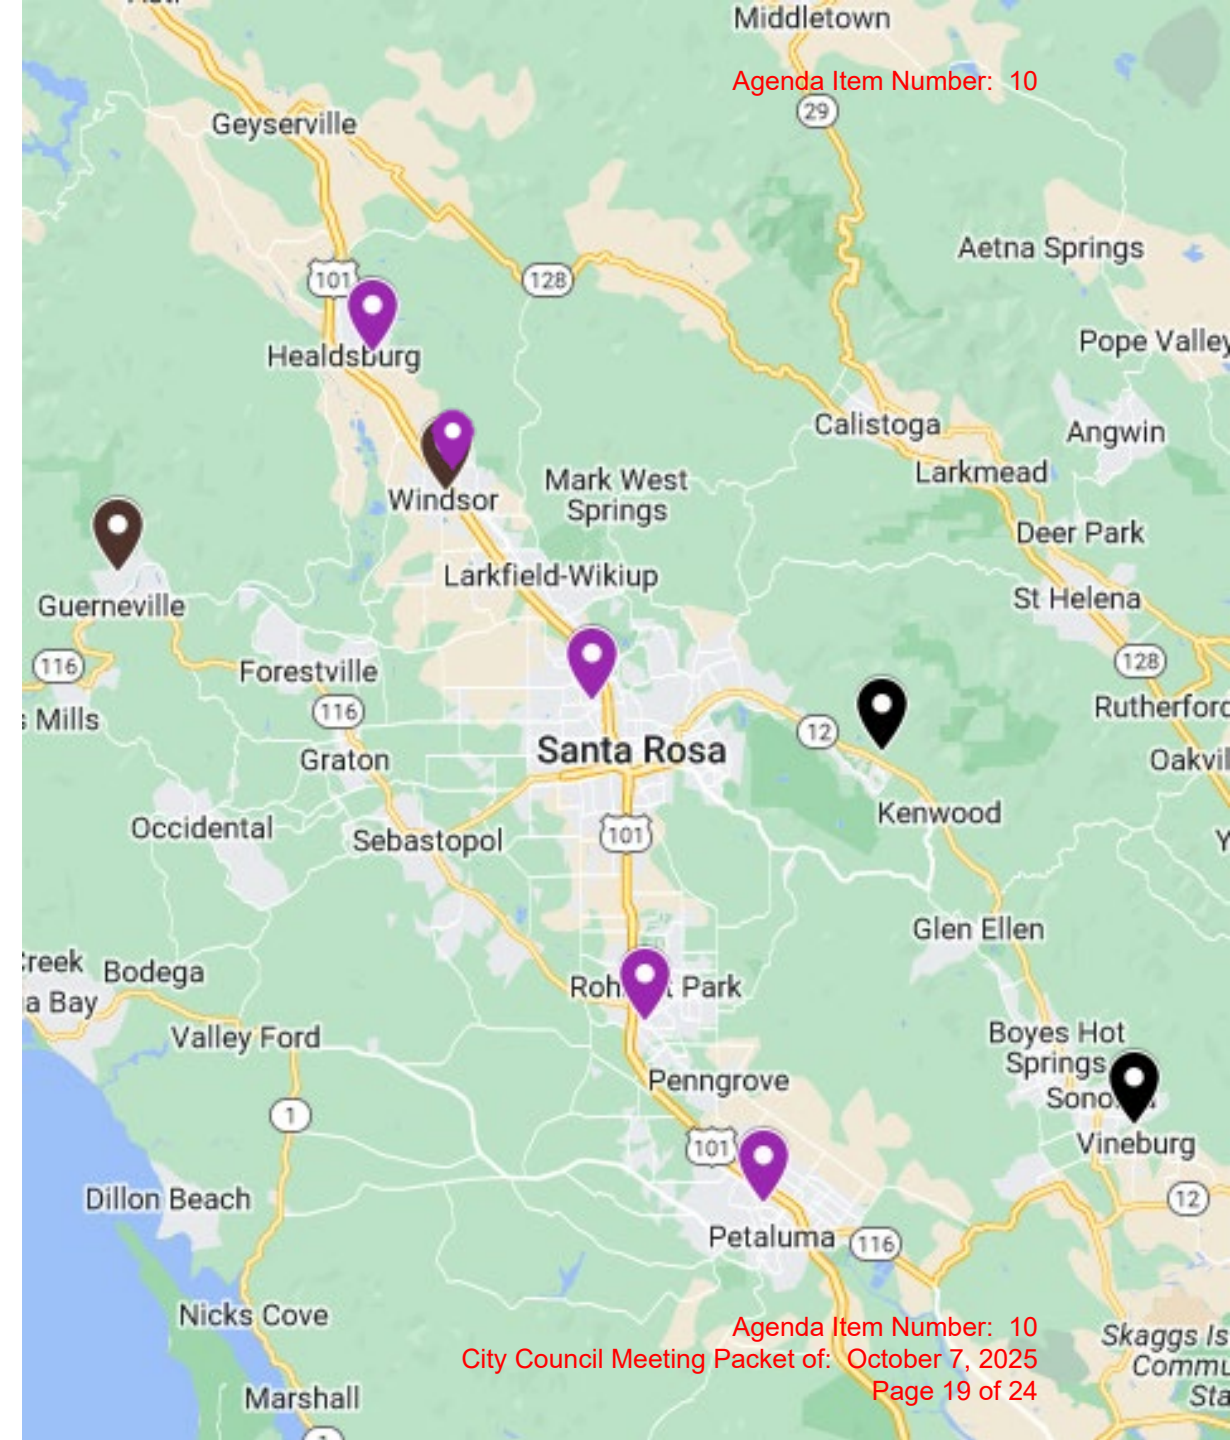 Middletown
Agenda Item Number: 10
29
Geyserville
Aetna Springs
101
128
Pope Valley
Healdsburg
Calistoga
Angwin
Larkmead
Mark West
Springs
Windsor
Deer Park
Larkfield-Wikiup
St Helena
Guerneville
116
Forestville
128
116
Rutherford
Mills
12
Santa Rosa
Graton
Kenwood
Occidental
Sebastopol
101
Glen Ellen
Bodega
Bay
Park
Valley Ford
Boyes Hot
Springs
Penngrove
1
Vineburg
101
Dillon Beach
12
Petaluma
116
Nicks Cove
Agenda Item Number: 10
Skaggs Is
City Council Meeting Packet of: October 7, 2025
Page 19 of 24
Marshall